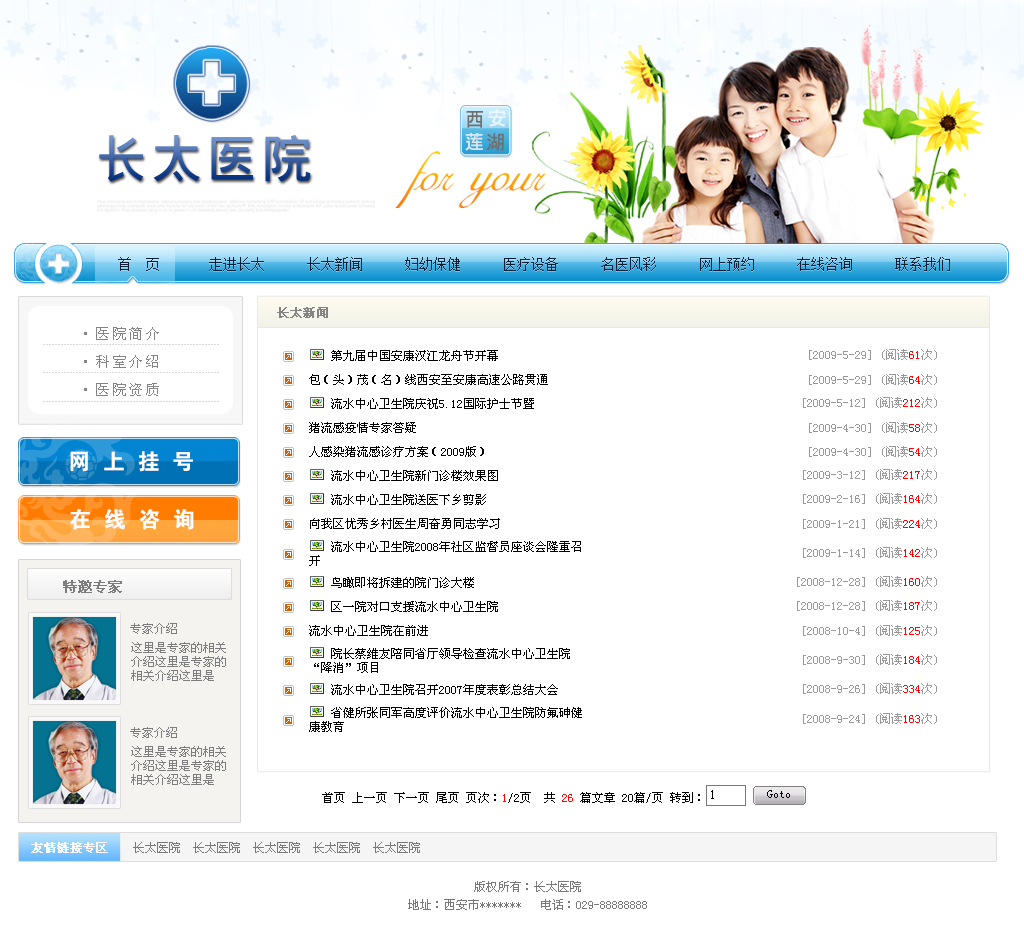 长太医院
西安
莲湖
for your
首 页 走进长太 长太新闻 妇幼保健 医疗设备 名医风彩 网上预约 在线咨询 联系我们
· 医院简介
· 科室介绍
· 医院资质
网上挂号
在线咨询
特邀专家
专家介绍
这里是专家的相关
介绍这里是专家的
相关介绍这里是
专家介绍
这里是专家的相关
介绍这里是专家的
相关介绍这里是
长太新闻
第九届中国安康汉江龙舟节开幕 [2009-5-29] (阅读61次)
包(头)茂(名)线西安至安康高速公路贯通 [2009-5-29] (阅读64次)
流水中心卫生院庆祝5.12国际护士节暨 [2009-5-12] (阅读212次)
猪流感疫情专家答疑 [2009-4-30] (阅读58次)
人感染猪流感诊疗方案(2009版) [2009-4-30] (阅读54次)
流水中心卫生院新门诊楼效果图 [2009-3-12] (阅读217次)
流水中心卫生院送医下乡剪影 [2009-2-16] (阅读164次)
向我区优秀乡村医生周奋勇同志学习 [2009-1-21] (阅读224次)
流水中心卫生院2008年社区监督员座谈会隆重召
开 [2009-1-14] (阅读142次)
鸟瞰即将拆建的院门诊大楼 [2008-12-28] (阅读160次)
区一院对口支援流水中心卫生院 [2008-12-28] (阅读187次)
流水中心卫生院在前进 [2008-10-4] (阅读125次)
院长蔡维友陪同省厅领导检查流水中心卫生院
“降消”项目 [2008-9-30] (阅读184次)
流水中心卫生院召开2007年度表彰总结大会 [2008-9-26] (阅读334次)
省健所张同军高度评价流水中心卫生院防氟砷健
康教育 [2008-9-24] (阅读163次)
首页 上一页 下一页 尾页 页次:1/2页 共 26 篇文章 20篇/页 转到: 1 Goto
友情链接专区 长太医院 长太医院 长太医院 长太医院 长太医院
版权所有:长太医院
地址:西安市******* 电话:029-88888888